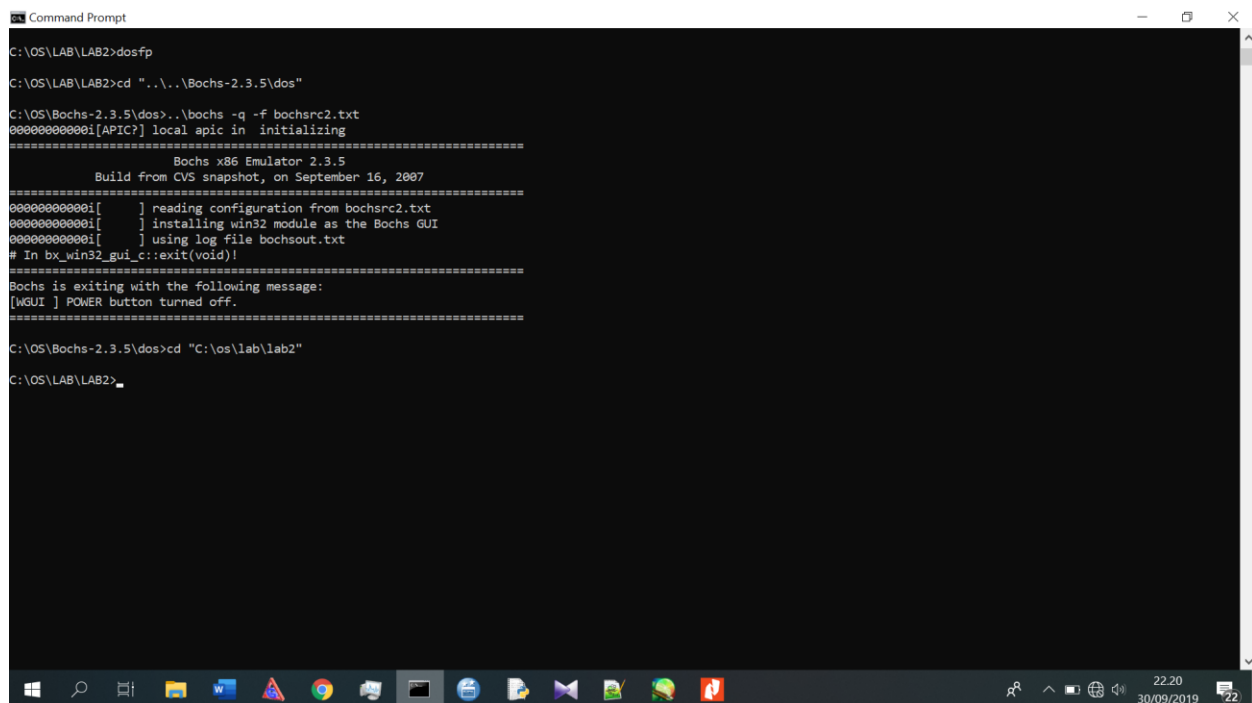 Command Prompt
C:\OS\LAB\LAB2>dosfp
C:\OS\LAB\LAB2>cd "..\..\Bochs-2.3.5\dos"
C:\OS\Bochs-2.3.5\dos>..\bochs -q -f bochsrc2.txt
00000000000i[APIC?] local apic in  initializing
========================================================================
Bochs x86 Emulator 2.3.5
Build from CVS snapshot, on September 16, 2007
========================================================================
00000000000i[     ] reading configuration from bochsrc2.txt
00000000000i[     ] installing win32 module as the Bochs GUI
00000000000i[     ] using log file bochsout.txt
# In bx_win32_gui_c::exit(void)!
========================================================================
Bochs is exiting with the following message:
[WGUI ] POWER button turned off.
========================================================================
C:\OS\Bochs-2.3.5\dos>cd "C:\os\lab\lab2"
C:\OS\LAB\LAB2>_
22.20
30/09/2019
22